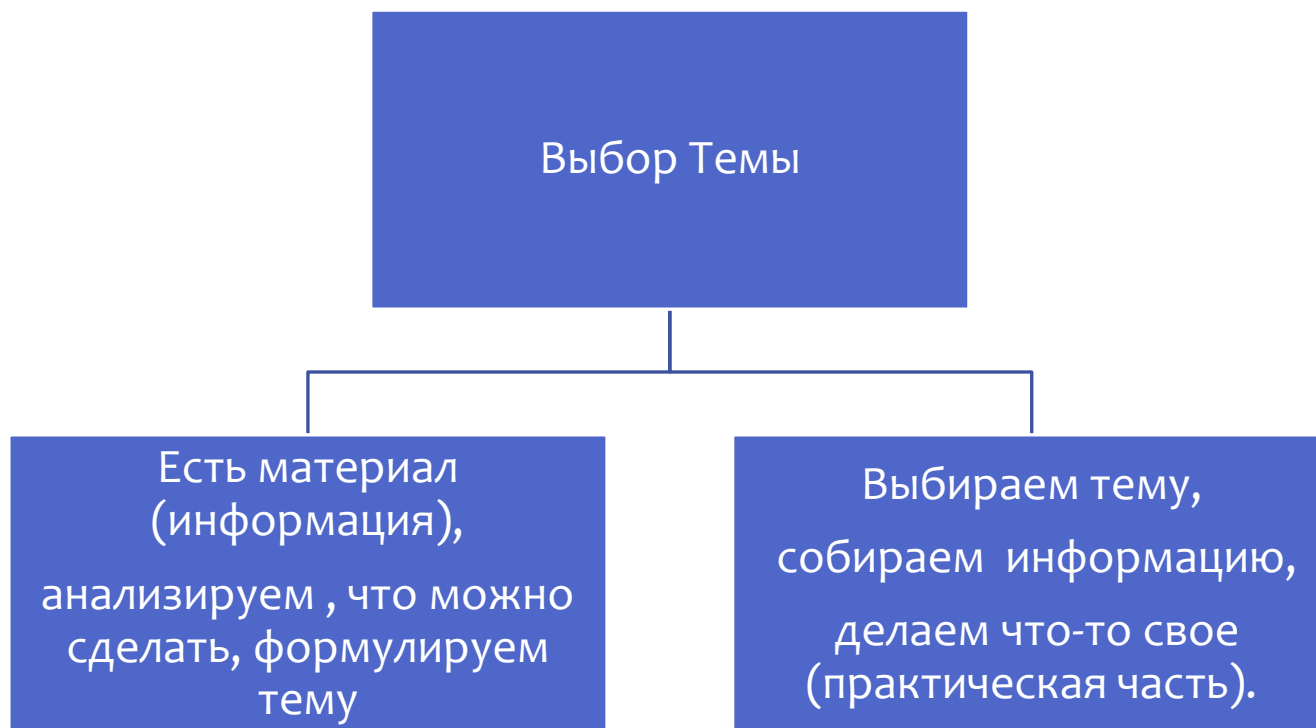 Выбор Темы
Есть материал
(информация),
анализируем , что можно
сделать, формулируем
тему
Выбираем тему,
собираем  информацию,
делаем что-то свое
(практическая часть).